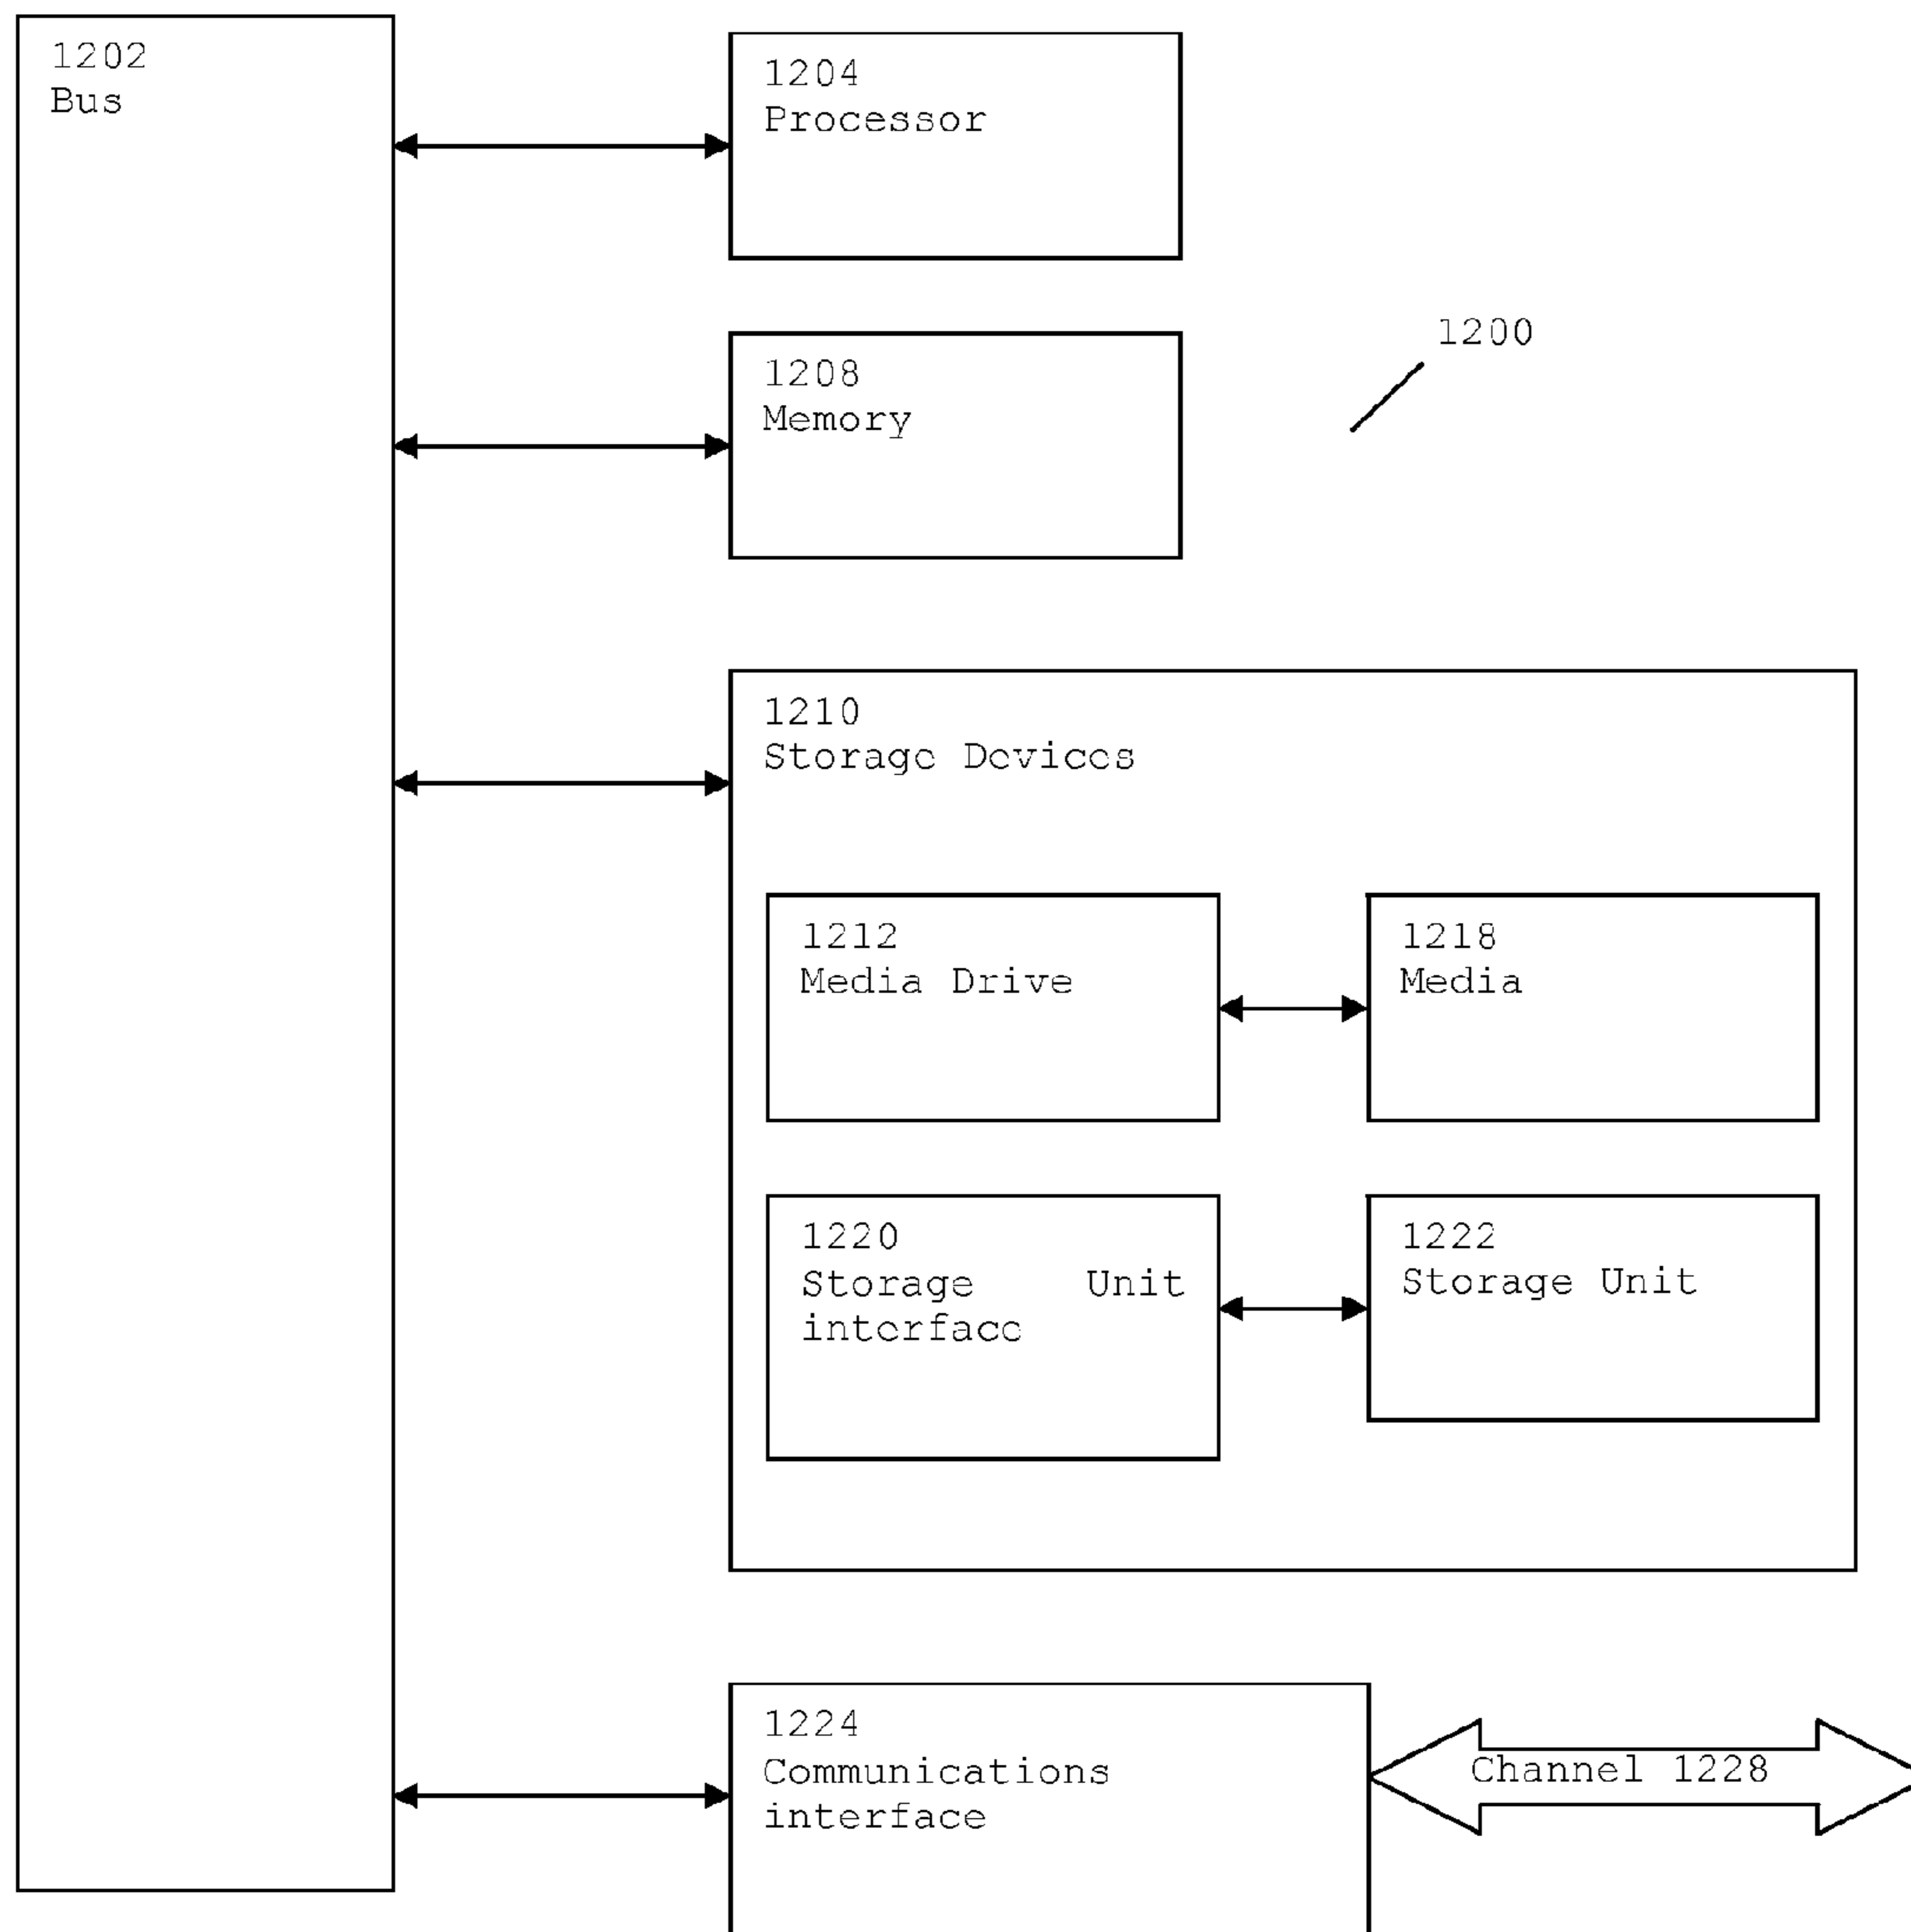 1202
Bus
1204
Processor
1200
1208
Memory
1210
Storage Devices
1212
Media Drive
1218
Media
1220
Storage Unit
interface
1222
Storage Unit
1224
Communications
interface
Channel 1228